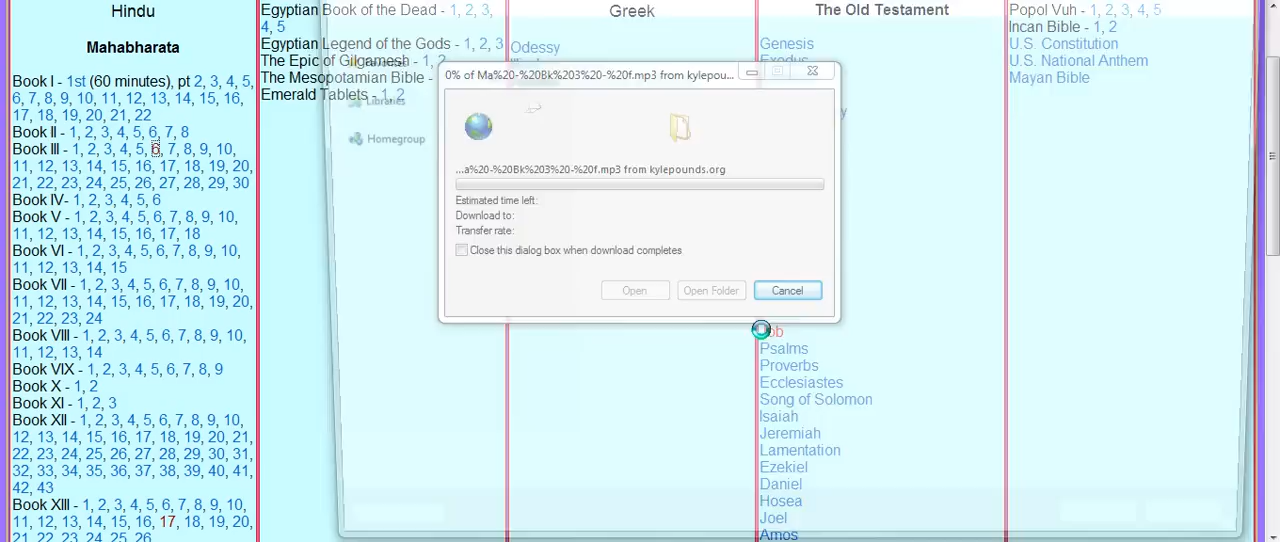 Hindu
Mahabharata
Book I - 1st (60 minutes), pt 2, 3, 4, 5,
6, 7, 8, 9, 10, 11, 12, 13, 14, 15, 16,
17, 18, 19, 20, 21, 22
Book II - 1, 2, 3, 4, 5, 6, 7, 8
Book III - 1, 2, 3, 4, 5, 6, 7, 8, 9, 10,
11, 12, 13, 14, 15, 16, 17, 18, 19, 20,
21, 22, 23, 24, 25, 26, 27, 28, 29, 30
Book IV- 1, 2, 3, 4, 5, 6
Book V - 1, 2, 3, 4, 5, 6, 7, 8, 9, 10,
11, 12, 13, 14, 15, 16, 17, 18
Book VI - 1, 2, 3, 4, 5, 6, 7, 8, 9, 10,
11, 12, 13, 14, 15
Book VII - 1, 2, 3, 4, 5, 6, 7, 8, 9, 10,
11, 12, 13, 14, 15, 16, 17, 18, 19, 20,
21, 22, 23, 24
Book VIII - 1, 2, 3, 4, 5, 6, 7, 8, 9, 10,
11, 12, 13, 14
Book VIX - 1, 2, 3, 4, 5, 6, 7, 8, 9
Book X - 1, 2
Book XI - 1, 2, 3
Book XII - 1, 2, 3, 4, 5, 6, 7, 8, 9, 10,
12, 13, 14, 15, 16, 17, 18, 19, 20, 21,
22, 23, 24, 25, 26, 27, 28, 29, 30, 31,
32, 33, 34, 35, 36, 37, 38, 39, 40, 41,
42, 43
Book XIII - 1, 2, 3, 4, 5, 6, 7, 8, 9, 10,
11, 12, 13, 14, 15, 16, 17, 18, 19, 20,
21, 22, 23, 24, 25, 26
Egyptian Book of the Dead - 1, 2, 3,
4, 5
Egyptian Legend of the Gods - 1, 2, 3
The Epic of Gilgamesh - 1, 2
The Mesopotamian Bible -
Emerald Tablets - 1, 2
Libraries
Homegroup
Greek
Odessy
0% of Ma%20-%20Bk%203%20-%20f.mp3 from kylepou...
...a%20-%20Bk%203%20-%20f.mp3 from kylepounds.org
Estimated time left:
Download to:
Transfer rate:
Close this dialog box when download completes
Open
Open Folder
Cancel
The Old Testament
Genesis
Exodus
Psalms
Proverbs
Ecclesiastes
Song of Solomon
Isaiah
Jeremiah
Lamentation
Ezekiel
Daniel
Hosea
Joel
Amos
Popol Vuh - 1, 2, 3, 4, 5
Incan Bible - 1, 2
U.S. Constitution
U.S. National Anthem
Mayan Bible